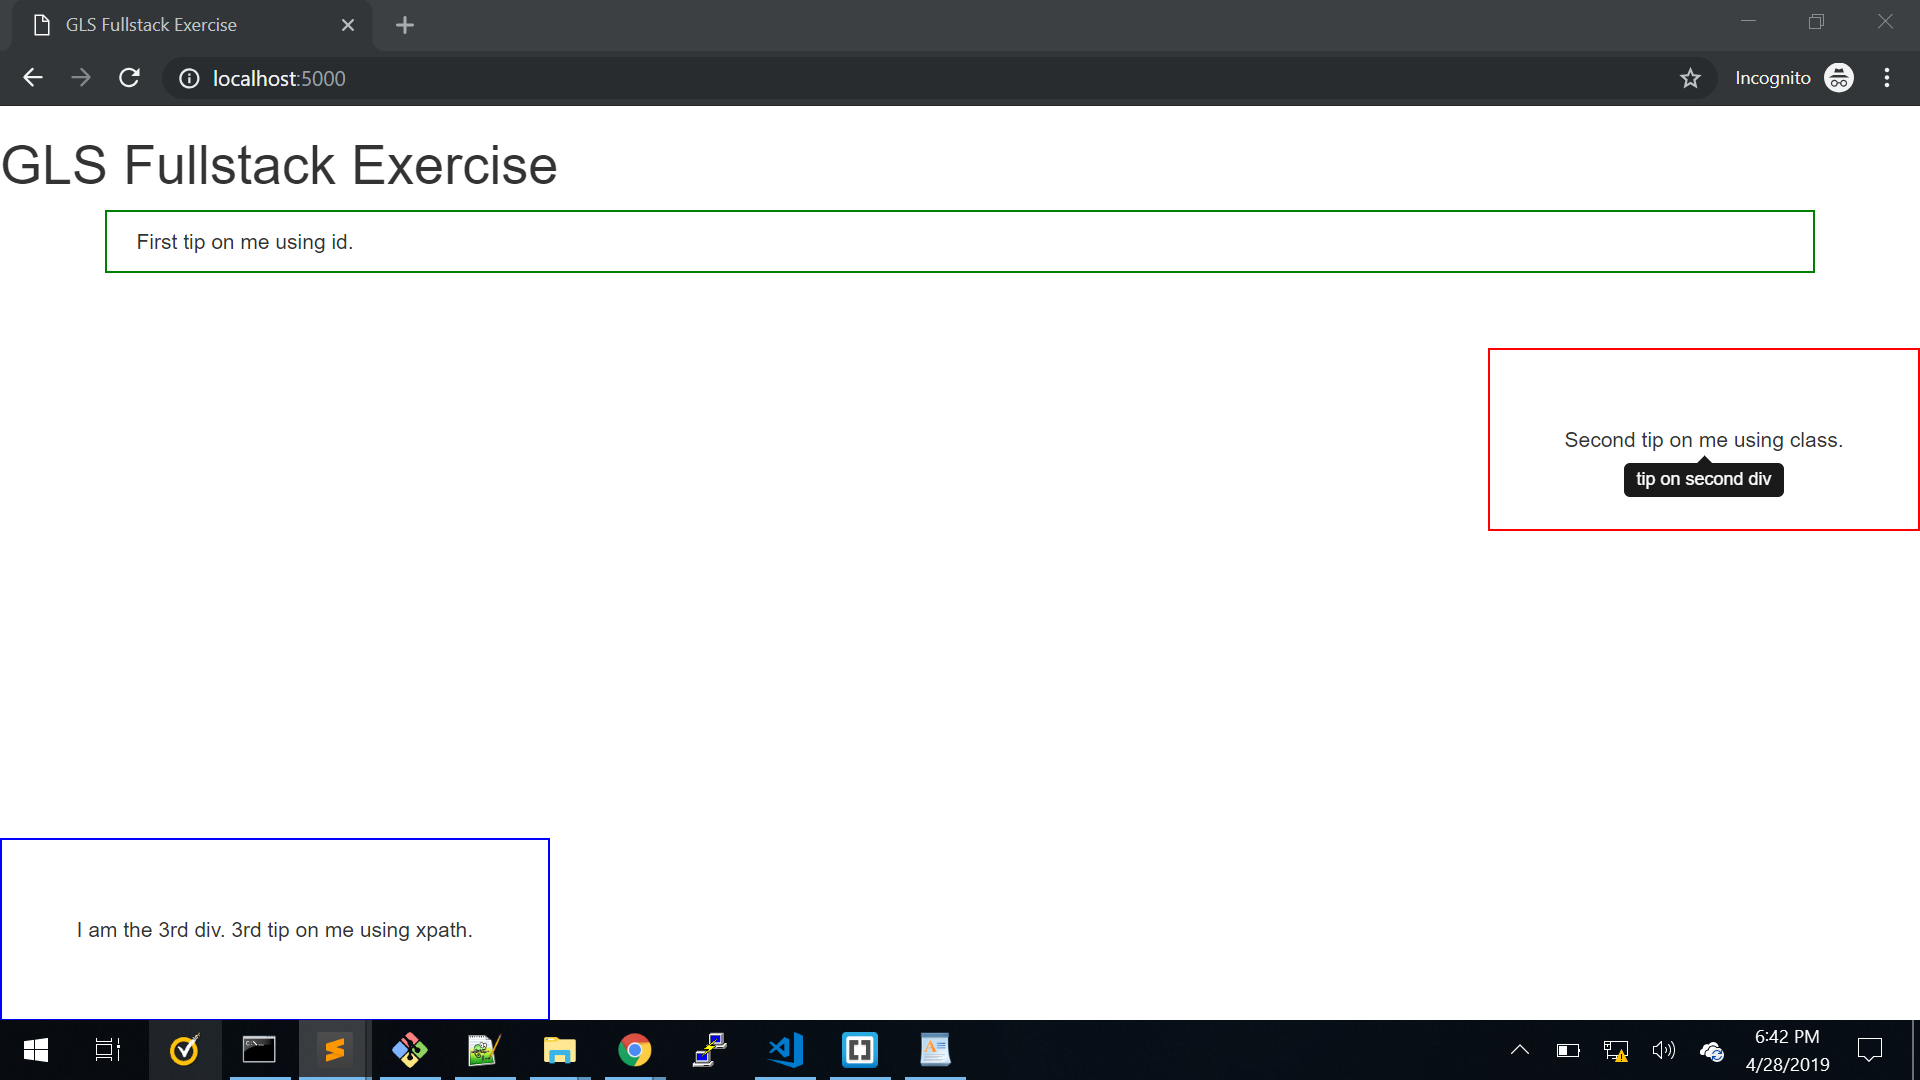 GLS Fullstack Exercise
localhost:5000
Incognito
GLS Fullstack Exercise
First tip on me using id.
Second tip on me using class.
tip on second div
I am the 3rd div. 3rd tip on me using xpath.
6:42 PM
4/28/2019